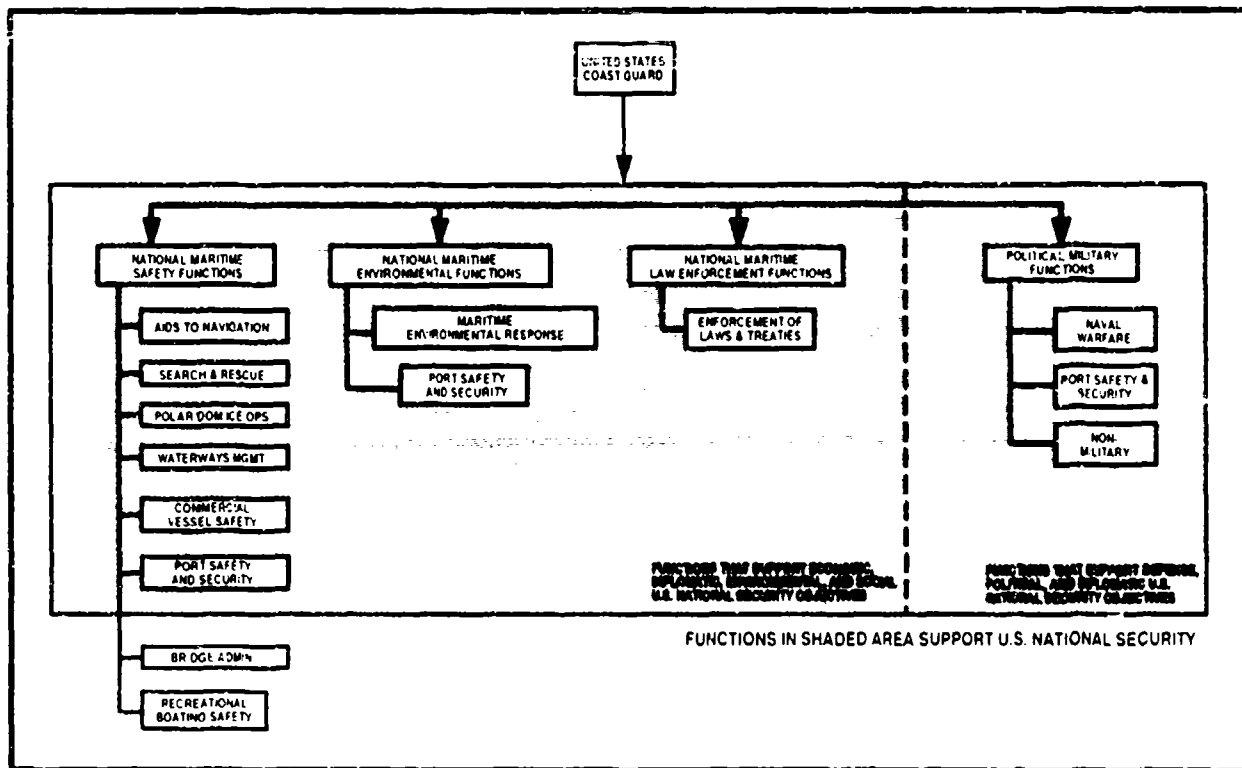 UNITED STATES
COAST GUARD
NATIONAL MARITIME
SAFETY FUNCTIONS
AIDS TO NAVIGATION
SEARCH & RESCUE
POLAR/DOM ICE OPS
WATERWAYS MGMT
COMMERCIAL
VESSEL SAFETY
PORT SAFETY
AND SECURITY
BRIDGE ADMIN
RECREATIONAL
BOATING SAFETY
NATIONAL MARITIME
ENVIRONMENTAL FUNCTIONS
MARITIME
ENVIRONMENTAL RESPONSE
PORT SAFETY
AND SECURITY
NATIONAL MARITIME
LAW ENFORCEMENT FUNCTIONS
ENFORCEMENT OF
LAWS & TREATIES
POLITICAL MILITARY
FUNCTIONS
NAVAL
WARFARE
PORT SAFETY &
SECURITY
NON-
MILITARY
FUNCTIONS THAT SUPPORT ECONOMIC,
DIPLOMATIC, ENVIRONMENTAL, AND SOCIAL
U.S. NATIONAL SECURITY OBJECTIVES
FUNCTIONS THAT SUPPORT DEFENSE,
POLITICAL, AND DIPLOMATIC U.S.
NATIONAL SECURITY OBJECTIVES
FUNCTIONS IN SHADED AREA SUPPORT U.S. NATIONAL SECURITY